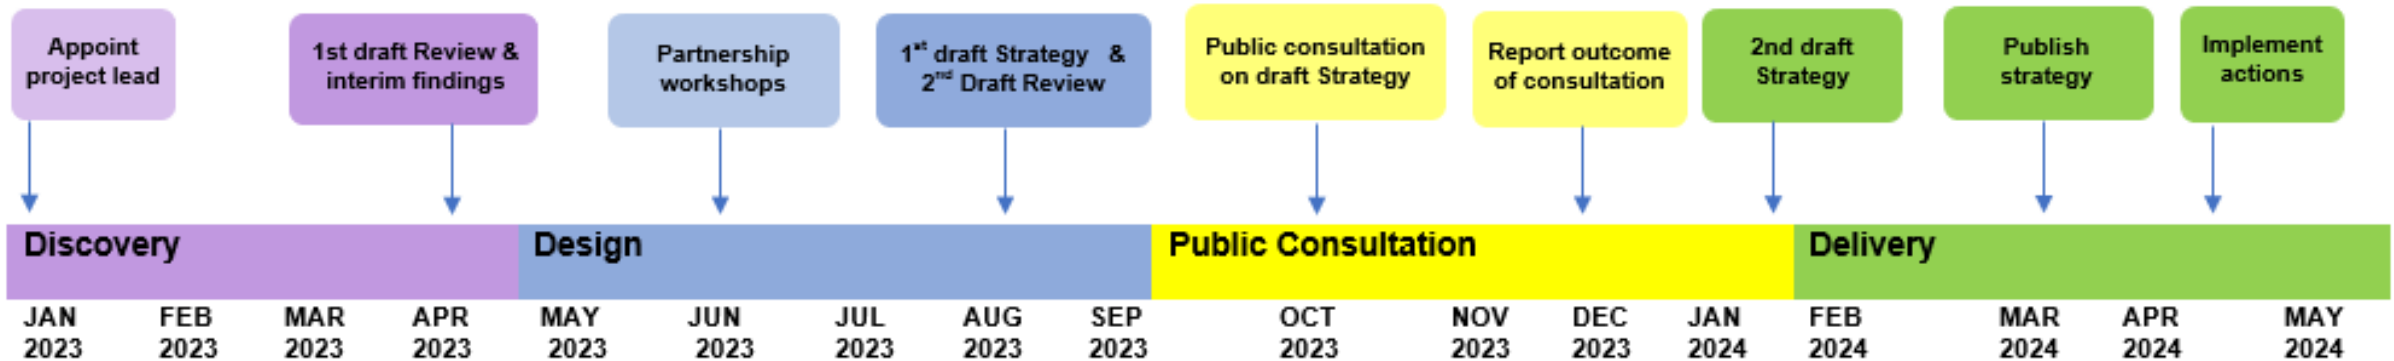 Appoint
project lead
1st draft Review &
interim findings
Partnership
workshops
1st draft Strategy &
2nd Draft Review
Public consultation
on draft Strategy
Report outcome
of consultation
2nd draft
Strategy
Publish
strategy
Implement
actions
Discovery
Design
Public Consultation
Delivery
JAN
2023
FEB
2023
MAR
2023
APR
2023
MAY
2023
JUN
2023
JUL
2023
AUG
2023
SEP
2023
OCT
2023
NOV
2023
DEC
2023
JAN
2024
FEB
2024
MAR
2024
APR
2024
MAY
2024